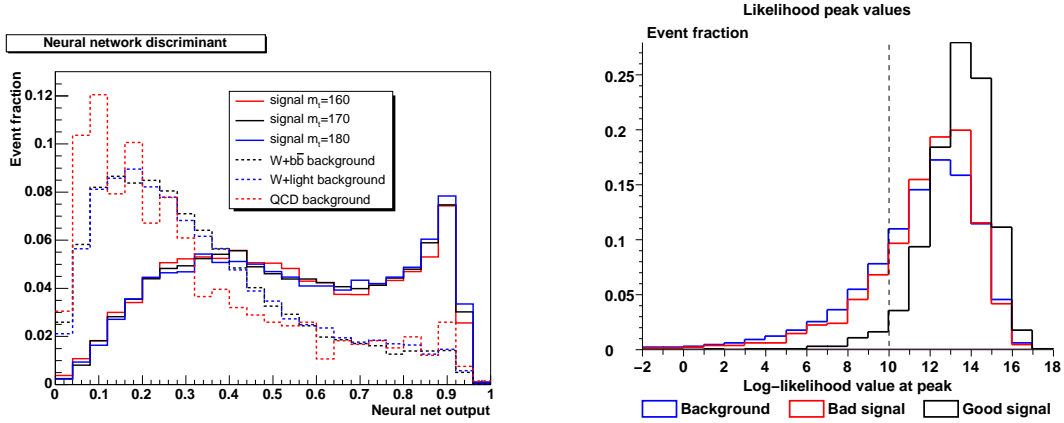 Neural network discriminant
Event fraction
0.12
0.1
0.08
0.06
0.04
0.02
0
signal mt=160
signal mt=170
signal mt=180
W+bb̅ background
W+light background
QCD background
0 0.1 0.2 0.3 0.4 0.5 0.6 0.7 0.8 0.9 1
Neural net output
Likelihood peak values
Event fraction
0.25
0.2
0.15
0.1
0.05
0
−2 0 2 4 6 8 10 12 14 16 18
Log-likelihood value at peak
Background Bad signal Good signal